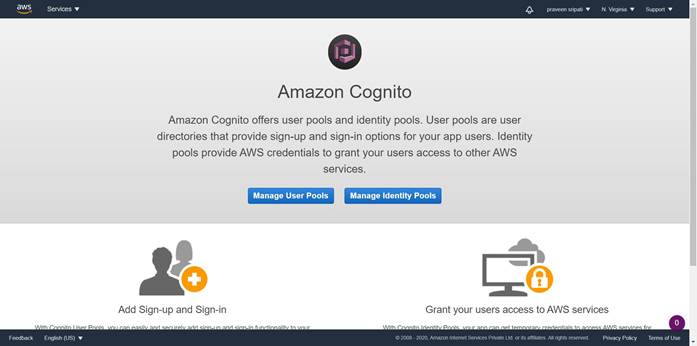 aws Services praveen sripati N. Virginia Support
Amazon Cognito
Amazon Cognito offers user pools and identity pools. User pools are user
directories that provide sign-up and sign-in options for your app users. Identity
pools provide AWS credentials to grant your users access to other AWS
services.
Manage User Pools Manage Identity Pools
Add Sign-up and Sign-in Grant your users access to AWS services
With Cognito User Pools, you can easily and securely add sign-up and sign-in functionality to your
With Cognito Identity Pools, your app can get temporary credentials to access AWS services for
0
Feedback English (US) © 2008 - 2020, Amazon Internet Services Private Ltd. or its affiliates. All rights reserved. Privacy Policy Terms of Use